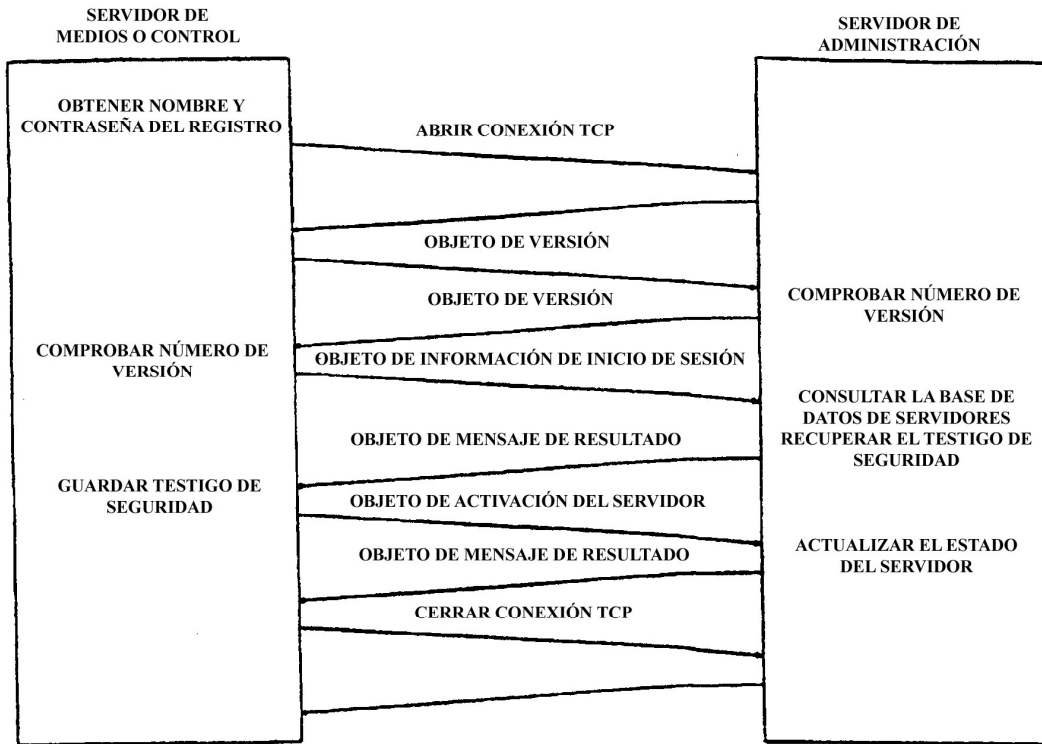 SERVIDOR DE
MEDIOS O CONTROL
SERVIDOR DE
ADMINISTRACIÓN
OBTENER NOMBRE Y
CONTRASEÑA DEL REGISTRO
ABRIR CONEXIÓN TCP
OBJETO DE VERSIÓN
OBJETO DE VERSIÓN
COMPROBAR NÚMERO DE
VERSIÓN
COMPROBAR NÚMERO DE
VERSIÓN
OBJETO DE INFORMACIÓN DE INICIO DE SESIÓN
CONSULTAR LA BASE DE
DATOS DE SERVIDORES
RECUPERAR EL TESTIGO DE
SEGURIDAD
OBJETO DE MENSAJE DE RESULTADO
GUARDAR TESTIGO DE
SEGURIDAD
OBJETO DE ACTIVACIÓN DEL SERVIDOR
OBJETO DE MENSAJE DE RESULTADO
ACTUALIZAR EL ESTADO
DEL SERVIDOR
CERRAR CONEXIÓN TCP